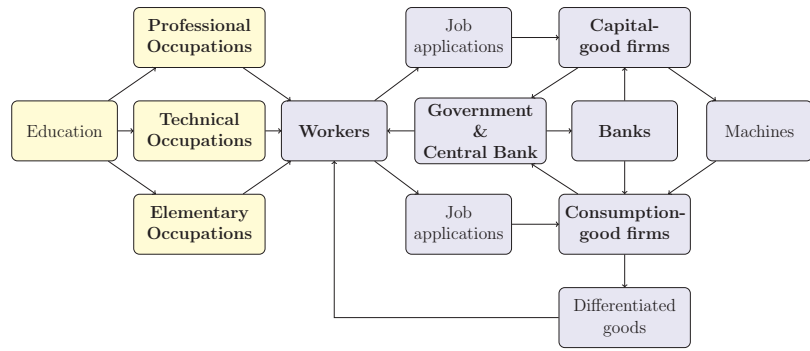 Professional
Occupations
Job
applications
Capital-
good firms
Education
Technical
Occupations
Workers
Government
&
Central Bank
Banks
Machines
Elementary
Occupations
Job
applications
Consumption-
good firms
Differentiated
goods